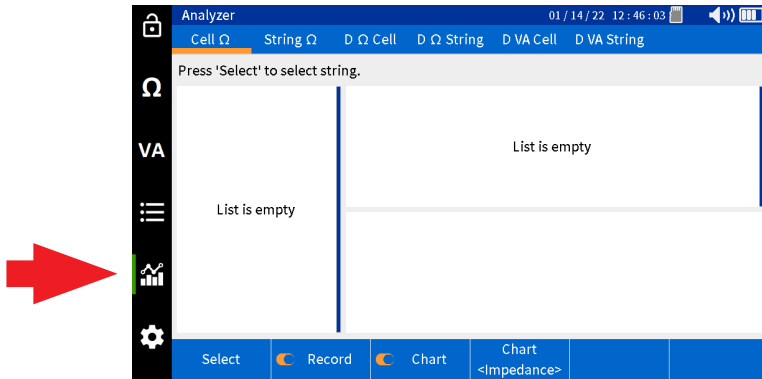 Analyzer 01/14/22 12:46:03
Cell Ω String Ω D Ω Cell D Ω String D VA Cell D VA String
Press 'Select' to select string.
Ω
VA
List is empty
List is empty
Select Record Chart Chart
<Impedance>